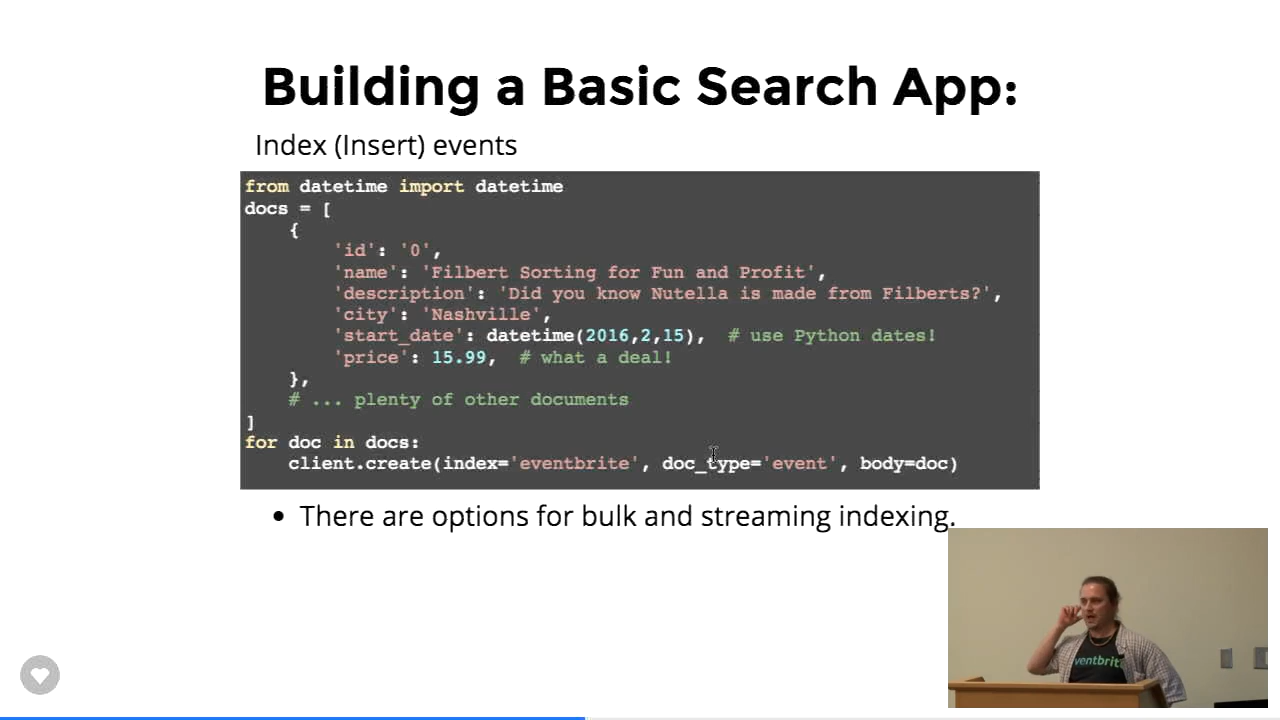 Building a Basic Search App:
Index (Insert) events
from datetime import datetime
docs = [
    {
        'id': '0',
        'name': 'Filbert Sorting for Fun and Profit',
        'description': 'Did you know Nutella is made from Filberts?',
        'city': 'Nashville',
        'start_date': datetime(2016,2,15),  # use Python dates!
        'price': 15.99,  # what a deal!
    },
    # ... plenty of other documents
]
for doc in docs:
    client.create(index='eventbrite', doc_type='event', body=doc)
• There are options for bulk and streaming indexing.
ventbrit